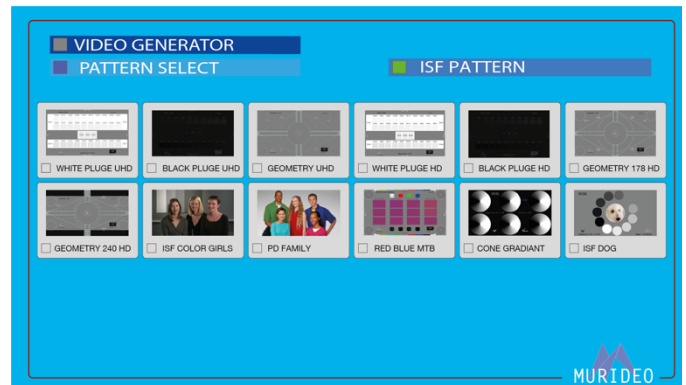 VIDEO GENERATOR
PATTERN SELECT
ISF PATTERN
WHITE PLUGE UHD
BLACK PLUGE UHD
GEOMETRY UHD
WHITE PLUGE HD
BLACK PLUGE HD
GEOMETRY 178 HD
GEOMETRY 240 HD
ISF COLOR GIRLS
PD FAMILY
RED BLUE MTB
CONE GRADIANT
ISF DOG
MURIDEO